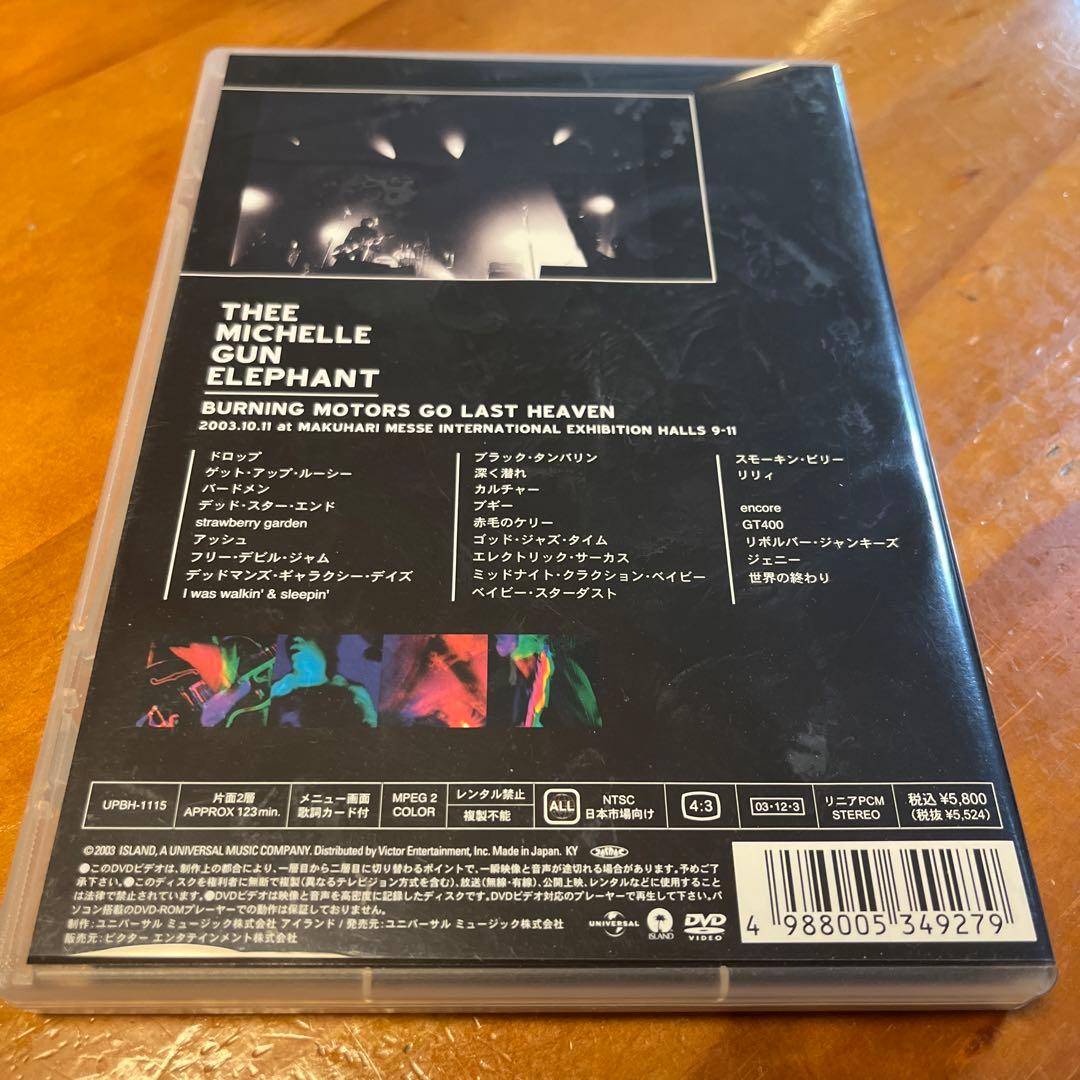 THEE
MICHELLE
GUN
ELEPHANT
BURNING MOTORS GO LAST HEAVEN
2003.10.11 at MAKUHARI MESSE INTERNATIONAL EXHIBITION HALLS 9-11
ドロップ
ゲット・アップ・ルーシー
バードメン
デッド・スター・エンド
strawberry garden
アッシュ
フリー・デビル・ジャム
デッドマンズ・ギャラクシー・デイズ
I was walkin' & sleepin'
ブラック・タンバリン
深く潜れ
カルチャー
ブギー
赤毛のケリー
ゴッド・ジャズ・タイム
エレクトリック・サーカス
ミッドナイト・クラクション・ベイビー
ベイビー・スターダスト
スモーキン・ビリー
リリィ
encore
GT400
リボルバー・ジャンキーズ
ジェニー
世界の終わり
UPBH-1115
片面2層
APPROX 123min.
メニュー画面
歌詞カード付
MPEG 2
COLOR
レンタル禁止
複製不能
ALL
NTSC
日本市場向け
4:3
03・12・3
リニアPCM
STEREO
税込 ¥5,800
(税抜 ¥5,524)
©2003 ISLAND, A UNIVERSAL MUSIC COMPANY. Distributed by Victor Entertainment, Inc. Made in Japan. KY
●このDVDビデオは、制作上の都合により、一層目から二層目に切り替わるポイントで、一瞬映像と音声が途切れる場合があります。予めご了
承下さい。●このディスクを権利者に無断で複製(異なるテレビジョン方式を含む)、放送(無線・有線)、公開上映、レンタルなどに使用すること
は法律で禁止されています。●DVDビデオは映像と音声を高密度に記録したディスクです。DVDビデオ対応のプレーヤーで再生して下さい。パ
ソコン搭載のDVD-ROMプレーヤーでの動作は保証しておりません。
制作:ユニバーサル ミュージック株式会社 アイランド/発売元:ユニバーサル ミュージック株式会社
販売元:ビクター エンタテインメント株式会社
UNIVERSAL
ISLAND
DVD
VIDEO
4 988005 349279